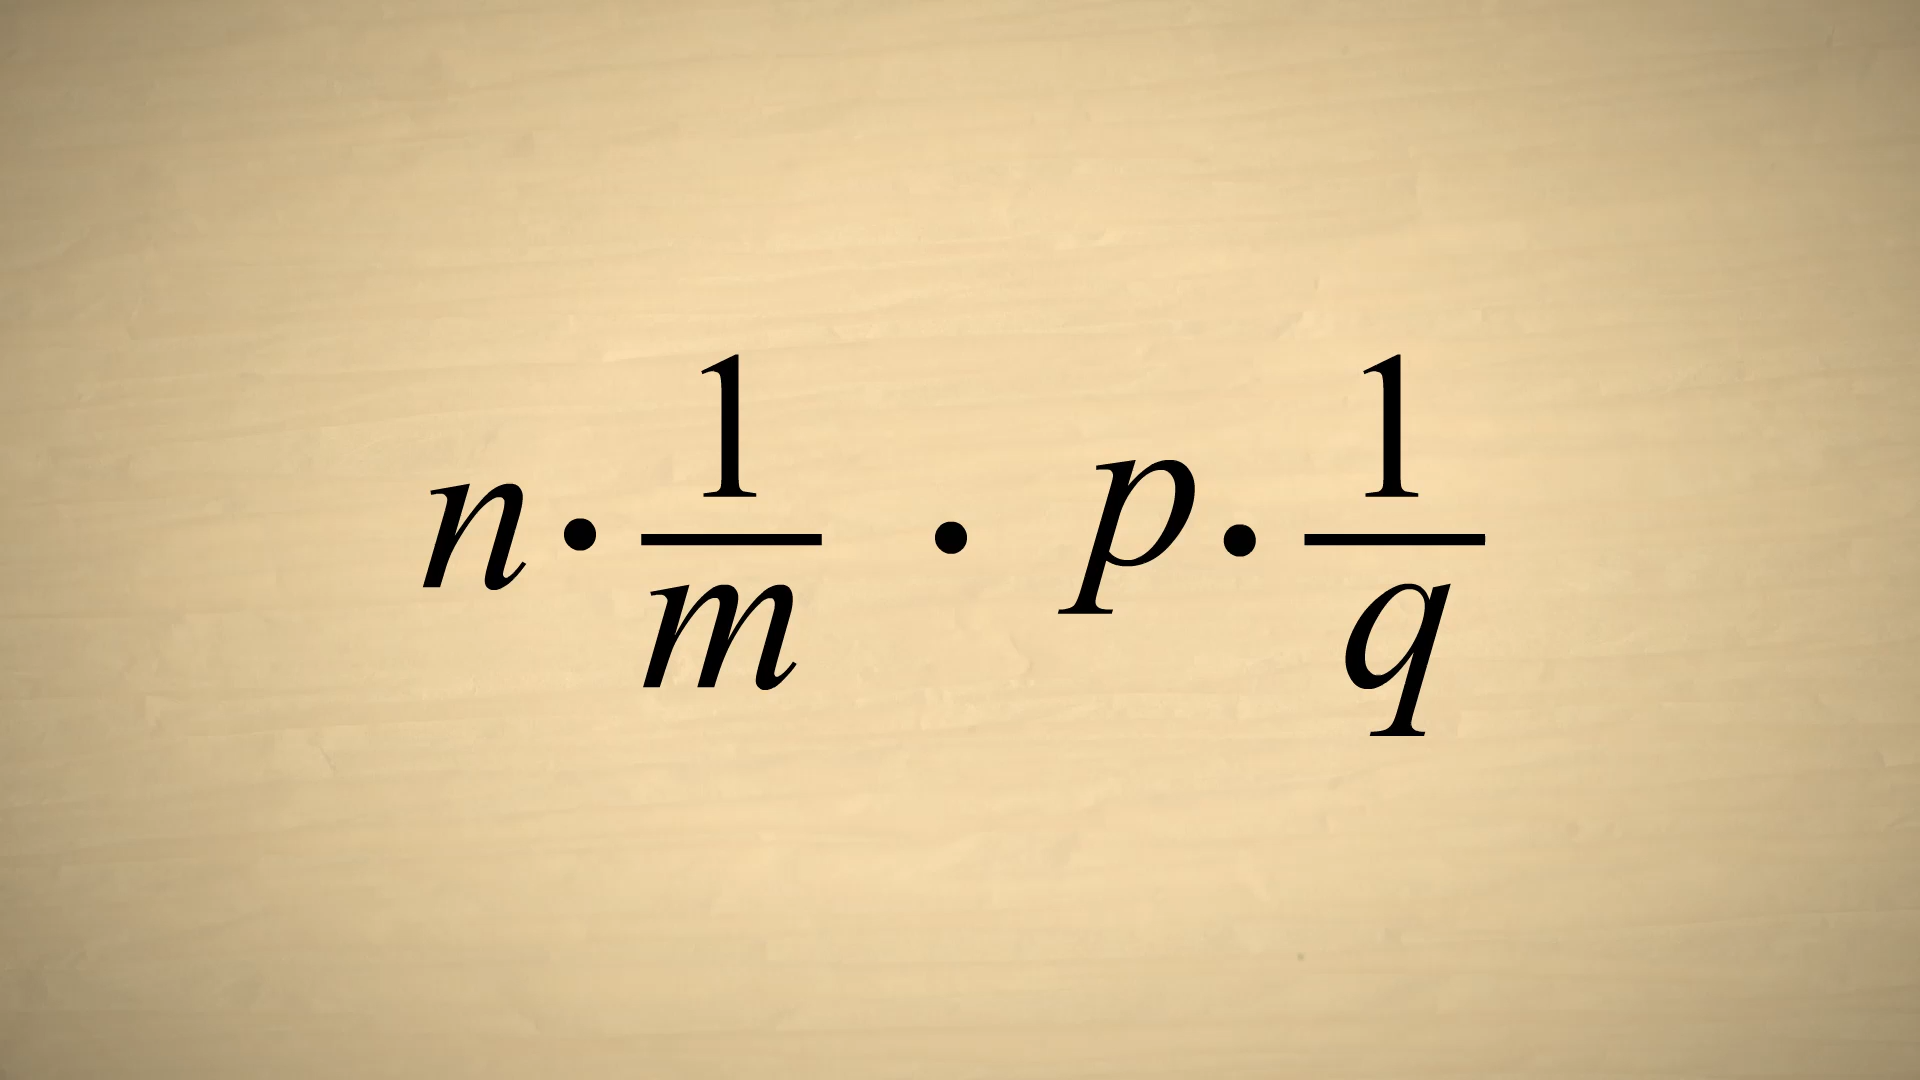 n · 1/m · p · 1/q